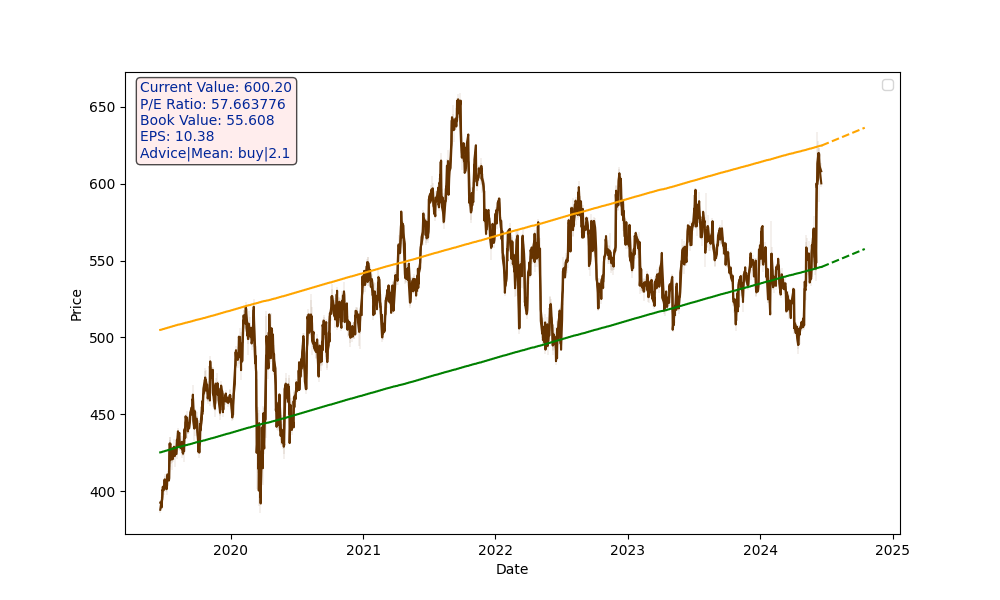 Current Value: 600.20
P/E Ratio: 57.663776
Book Value: 55.608
EPS: 10.38
Advice|Mean: buy|2.1
650
600
550
500
450
400
Price
2020 2021 2022 2023 2024 2025
Date